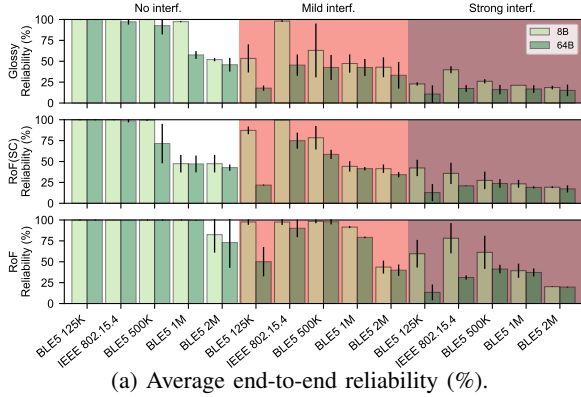 No interf. Mild interf. Strong interf.
8B
64B
Glossy
Reliability (%)
100
75
50
25
0
RoF(SC)
Reliability (%)
100
75
50
25
0
RoF
Reliability (%)
100
75
50
25
0
BLE5 125K IEEE 802.15.4 BLE5 500K BLE5 1M BLE5 2M BLE5 125K IEEE 802.15.4 BLE5 500K BLE5 1M BLE5 2M BLE5 125K IEEE 802.15.4 BLE5 500K BLE5 1M BLE5 2M
(a) Average end-to-end reliability (%).